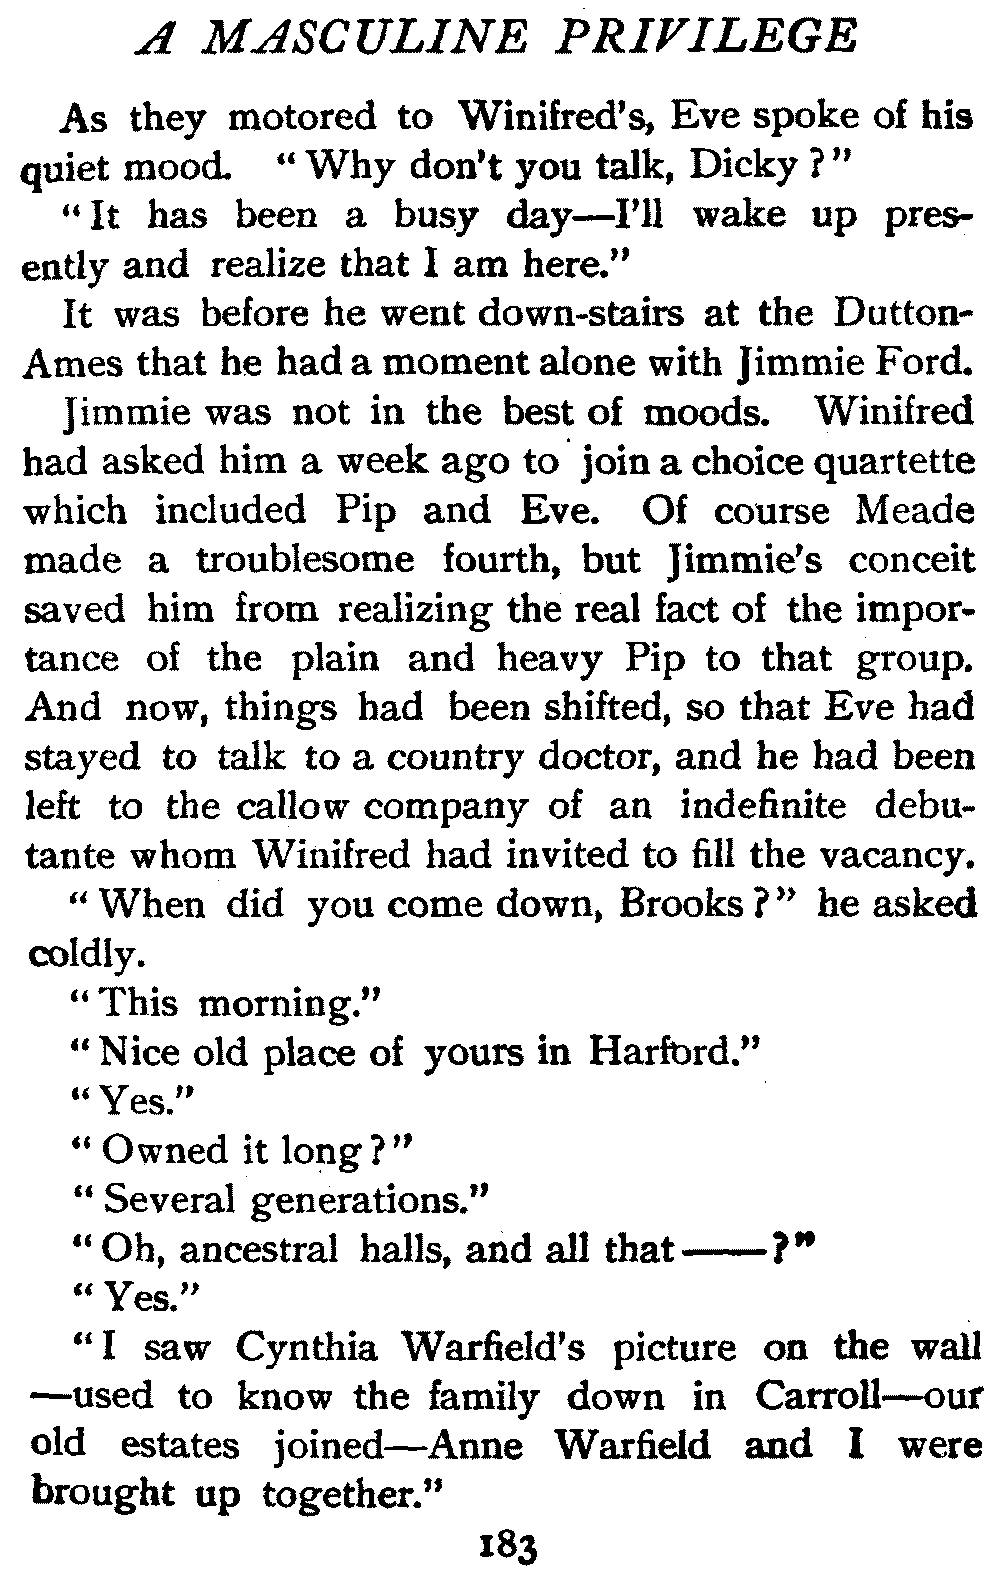 A MASCULINE PRIVILEGE
As they motored to Winifred's, Eve spoke of his
quiet mood. "Why don't you talk, Dicky?"
"It has been a busy day—I'll wake up pres-
ently and realize that I am here."
It was before he went down-stairs at the Dutton-
Ames that he had a moment alone with Jimmie Ford.
Jimmie was not in the best of moods. Winifred
had asked him a week ago to join a choice quartette
which included Pip and Eve. Of course Meade
made a troublesome fourth, but Jimmie's conceit
saved him from realizing the real fact of the impor-
tance of the plain and heavy Pip to that group.
And now, things had been shifted, so that Eve had
stayed to talk to a country doctor, and he had been
left to the callow company of an indefinite debu-
tante whom Winifred had invited to fill the vacancy.
"When did you come down, Brooks?" he asked
coldly.
"This morning."
"Nice old place of yours in Harford."
"Yes."
"Owned it long?"
"Several generations."
"Oh, ancestral halls, and all that——?"
"Yes."
"I saw Cynthia Warfield's picture on the wall
—used to know the family down in Carroll—our
old estates joined—Anne Warfield and I were
brought up together."
183